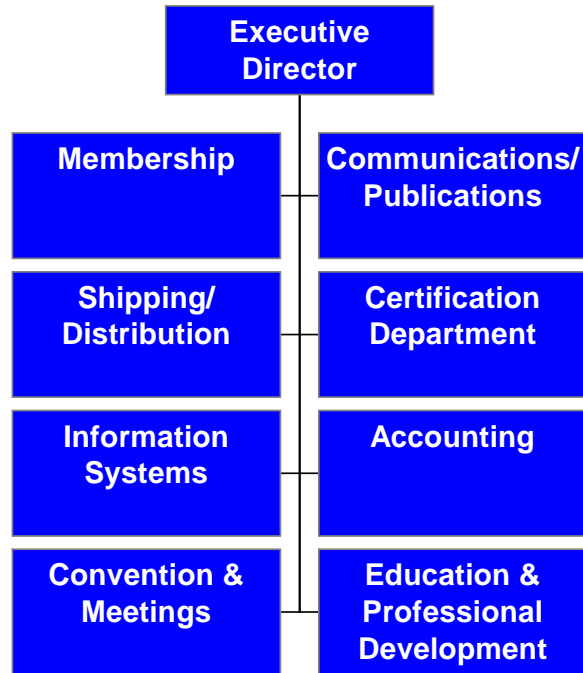 Executive
Director
Membership
Communications/
Publications
Shipping/
Distribution
Certification
Department
Information
Systems
Accounting
Convention &
Meetings
Education &
Professional
Development